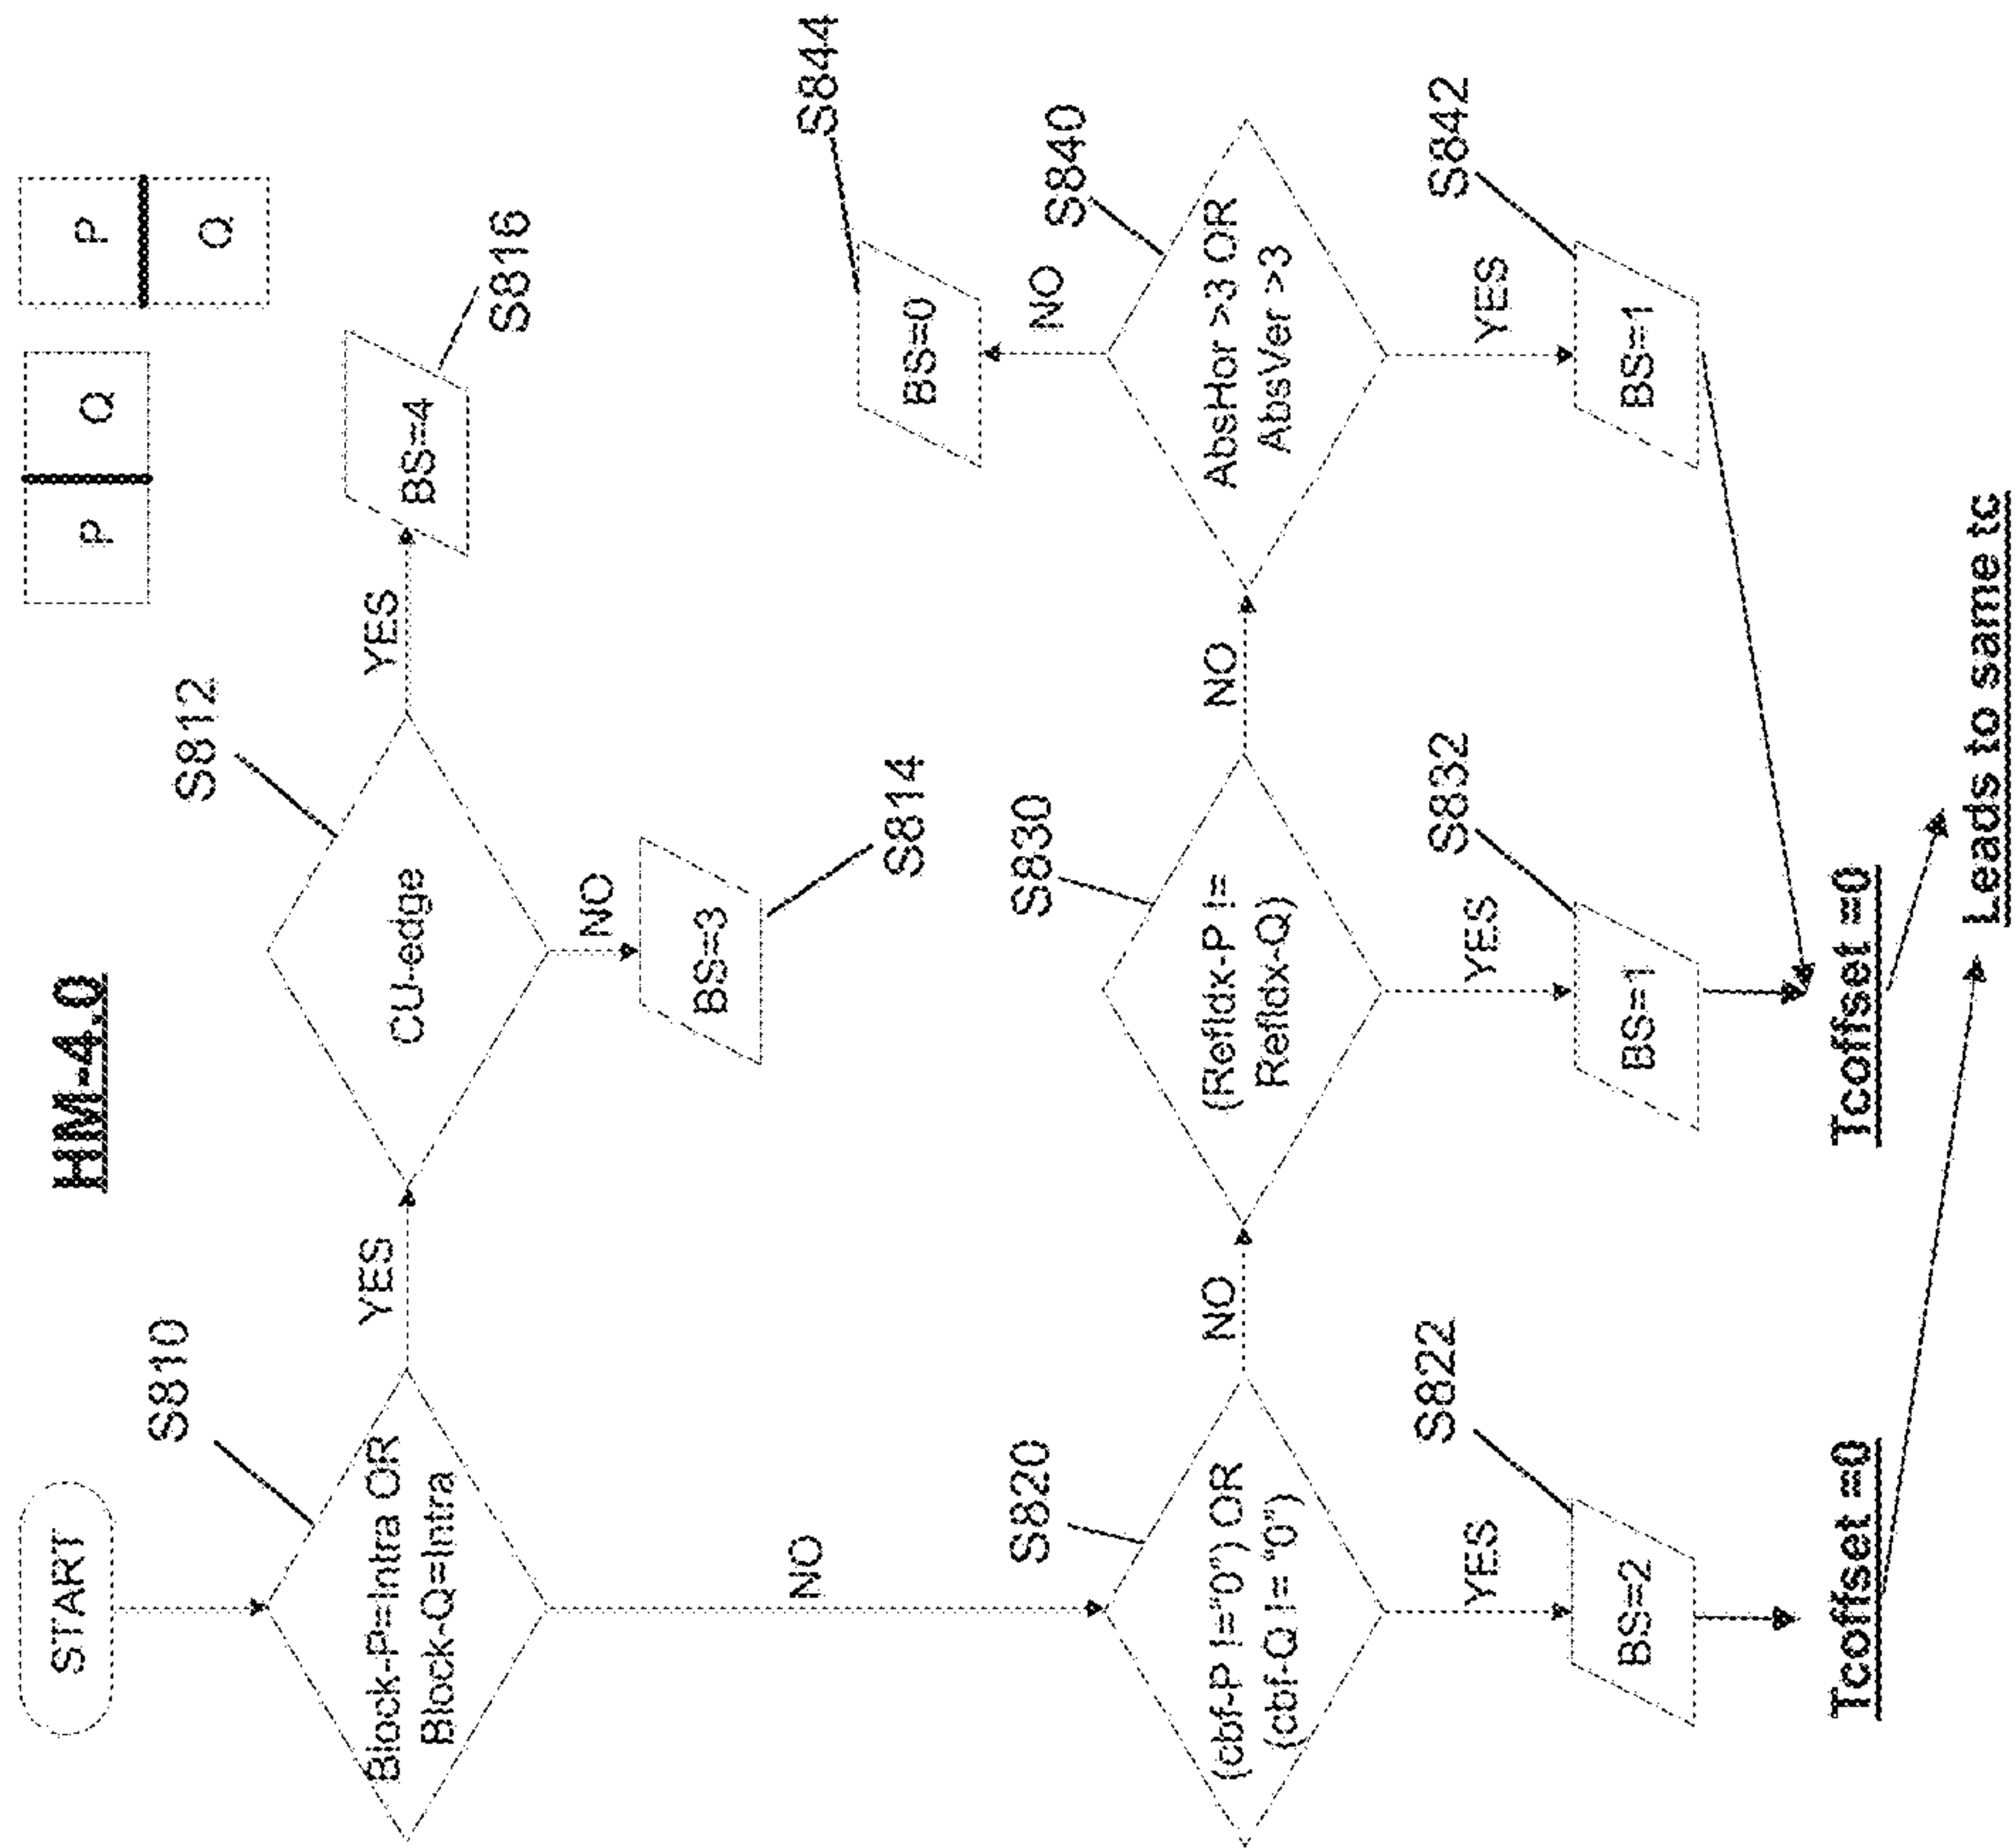 HM-4.0
P Q
P
Q
START
S810
Block-P=Intra OR
Block-Q=Intra
YES
S812
CU-edge
YES
BS=4
S816
NO
BS=3
S814
NO
S820
(cbf-P !="0") OR
(cbf-Q != "0")
NO
S830
(RefIdx-P !=
RefIdx-Q)
NO
S840
AbsHor >3 OR
AbsVer >3
NO
BS=0
S844
YES
BS=2
S822
YES
BS=1
S832
YES
BS=1
S842
Tcoffset =0
Tcoffset =0
Leads to same tc